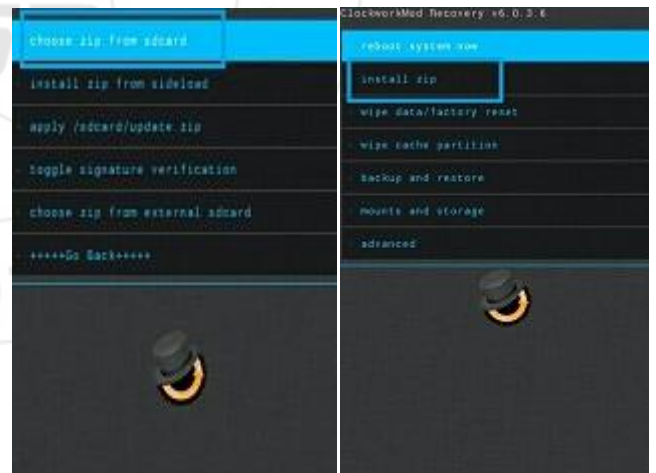 choose zip from sdcard
install zip from sideload
apply /sdcard/update.zip
toggle signature verification
choose zip from external sdcard
+++++Go Back+++++
ClockworkMod Recovery v6.0.3.6
reboot system now
install zip
wipe data/factory reset
wipe cache partition
backup and restore
mounts and storage
advanced